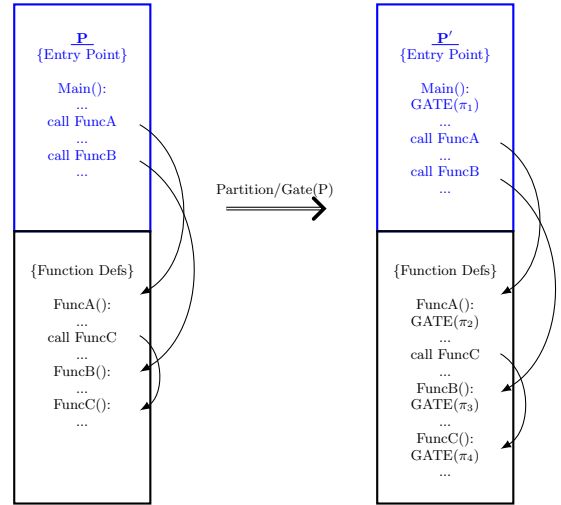 P
{Entry Point}
Main():
...
call FuncA
...
call FuncB
...
{Function Defs}
FuncA():
...
call FuncC
...
FuncB():
...
FuncC():
...
Partition/Gate(P)
P′
{Entry Point}
Main():
GATE(π₁)
...
call FuncA
...
call FuncB
...
{Function Defs}
FuncA():
GATE(π₂)
...
call FuncC
...
FuncB():
GATE(π₃)
...
FuncC():
GATE(π₄)
...